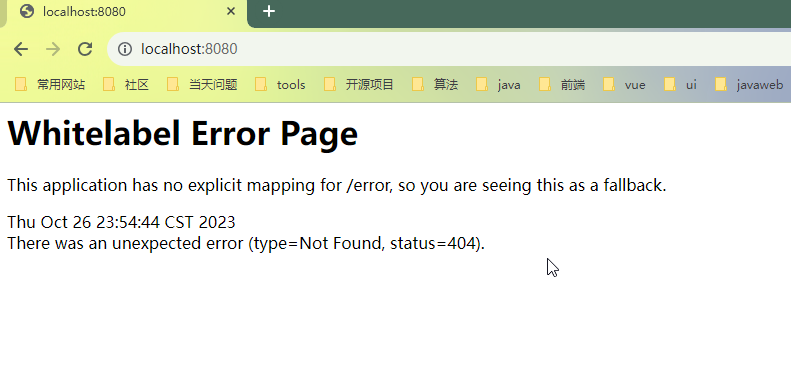 localhost:8080
localhost:8080
常用网站 社区 当天问题 tools 开源项目 算法 java 前端 vue ui javaweb
Whitelabel Error Page
This application has no explicit mapping for /error, so you are seeing this as a fallback.
Thu Oct 26 23:54:44 CST 2023
There was an unexpected error (type=Not Found, status=404).